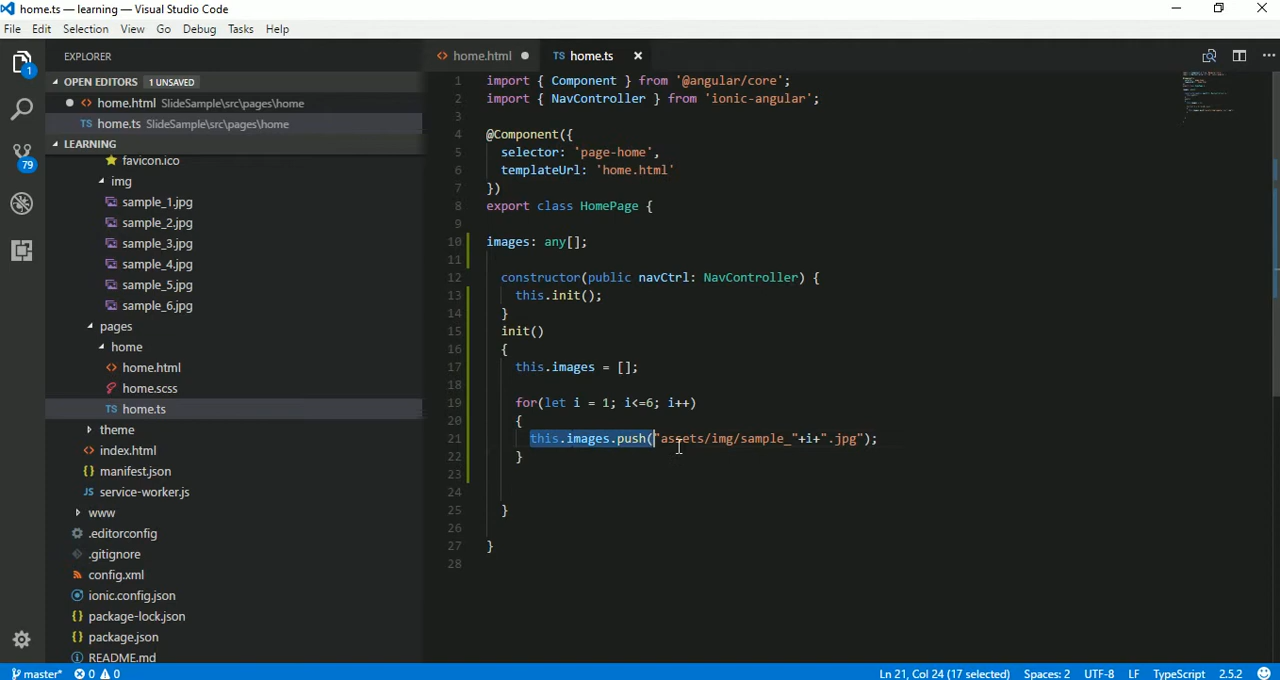 home.ts — learning — Visual Studio Code
File Edit Selection View Go Debug Tasks Help
EXPLORER
OPEN EDITORS 1 UNSAVED
home.html SlideSample\src\pages\home
TS home.ts SlideSample\src\pages\home
LEARNING
favicon.ico
img
sample_1.jpg
sample_2.jpg
sample_3.jpg
sample_4.jpg
sample_5.jpg
sample_6.jpg
pages
home
home.html
home.scss
TS home.ts
theme
index.html
manifest.json
JS service-worker.js
www
.editorconfig
.gitignore
config.xml
ionic.config.json
package-lock.json
package.json
README.md
1
79
home.html TS home.ts
1 import { Component } from '@angular/core';
2 import { NavController } from 'ionic-angular';
3
4 @Component({
5 selector: 'page-home',
6 templateUrl: 'home.html'
7 })
8 export class HomePage {
9
10 images: any[];
11
12 constructor(public navCtrl: NavController) {
13 this.init();
14 }
15 init()
16 {
17 this.images = [];
18
19 for(let i = 1; i<=6; i++)
20 {
21 this.images.push("assets/img/sample_"+i+".jpg");
22 }
23
24
25 }
26
27 }
28
master* 0 0 Ln 21, Col 24 (17 selected) Spaces: 2 UTF-8 LF TypeScript 2.5.2